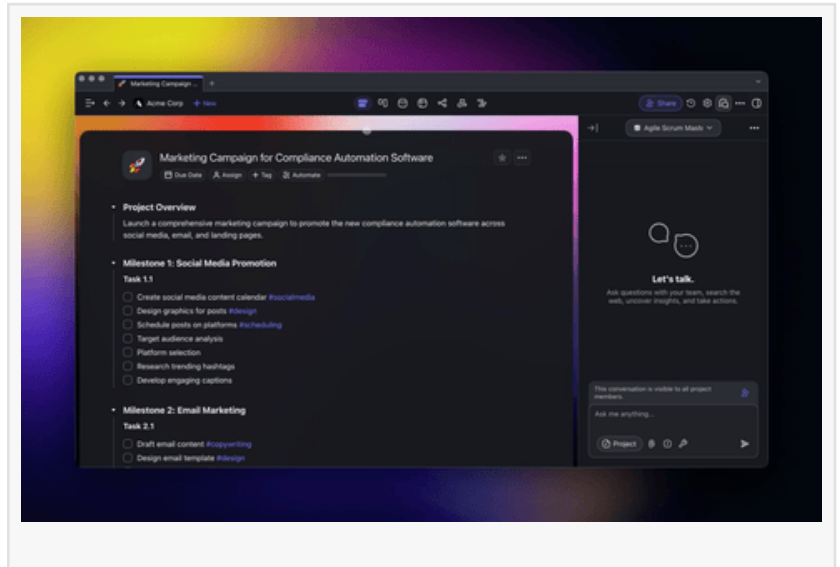 Marketing Campaign...
Acme Corp + New
Share
Agile Scrum Maste
Marketing Campaign for Compliance Automation Software
Due Date Assign + Tag Automate
Project Overview
Launch a comprehensive marketing campaign to promote the new compliance automation software across
social media, email, and landing pages.
Milestone 1: Social Media Promotion
Task 1.1
Create social media content calendar #socialmedia
Design graphics for posts #design
Schedule posts on platforms #scheduling
Target audience analysis
Platform selection
Research trending hashtags
Develop engaging captions
Milestone 2: Email Marketing
Task 2.1
Draft email content #copywriting
Design email template #design
Let's talk.
Ask questions with your team, search the
web, uncover insights, and take actions.
This conversation is visible to all project
members.
Ask me anything...
Project